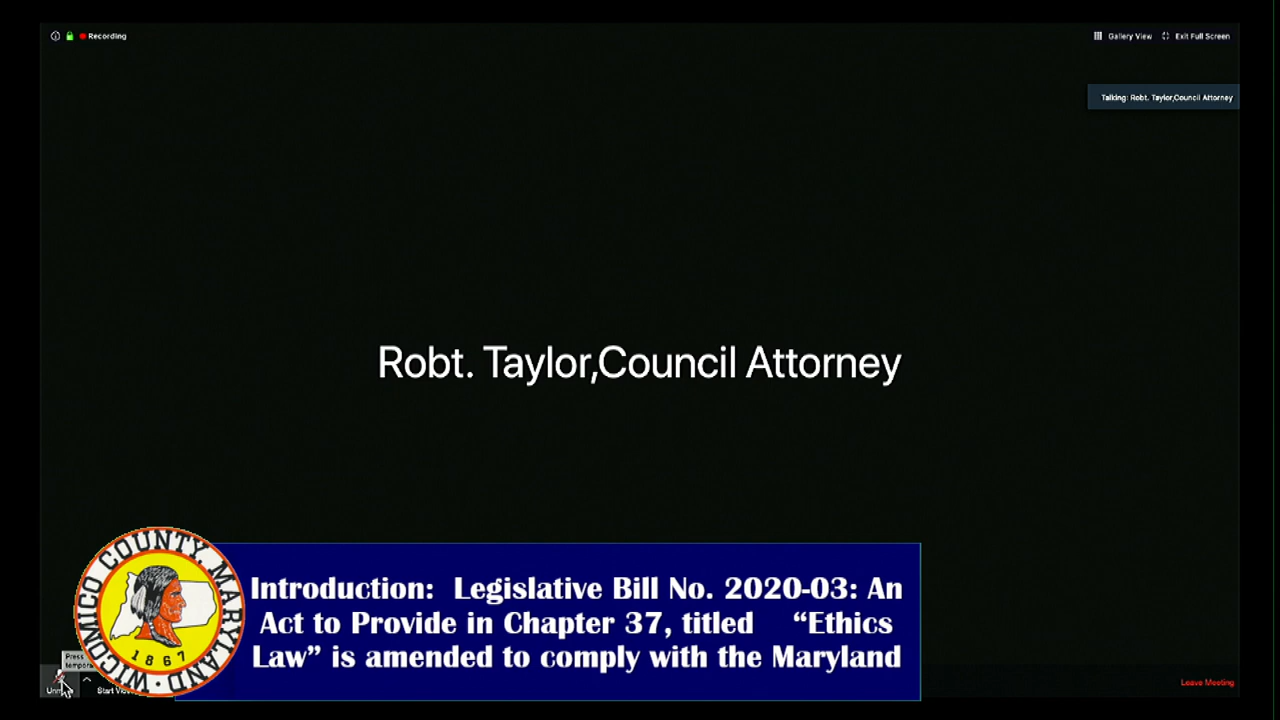 Recording
Gallery View
Exit Full Screen
Talking: Robt. Taylor,Council Attorney
Robt. Taylor,Council Attorney
WICOMICO COUNTY, MARYLAND
1867
Introduction: Legislative Bill No. 2020-03: An
Act to Provide in Chapter 37, titled “Ethics
Law” is amended to comply with the Maryland
Press
Leave Meeting